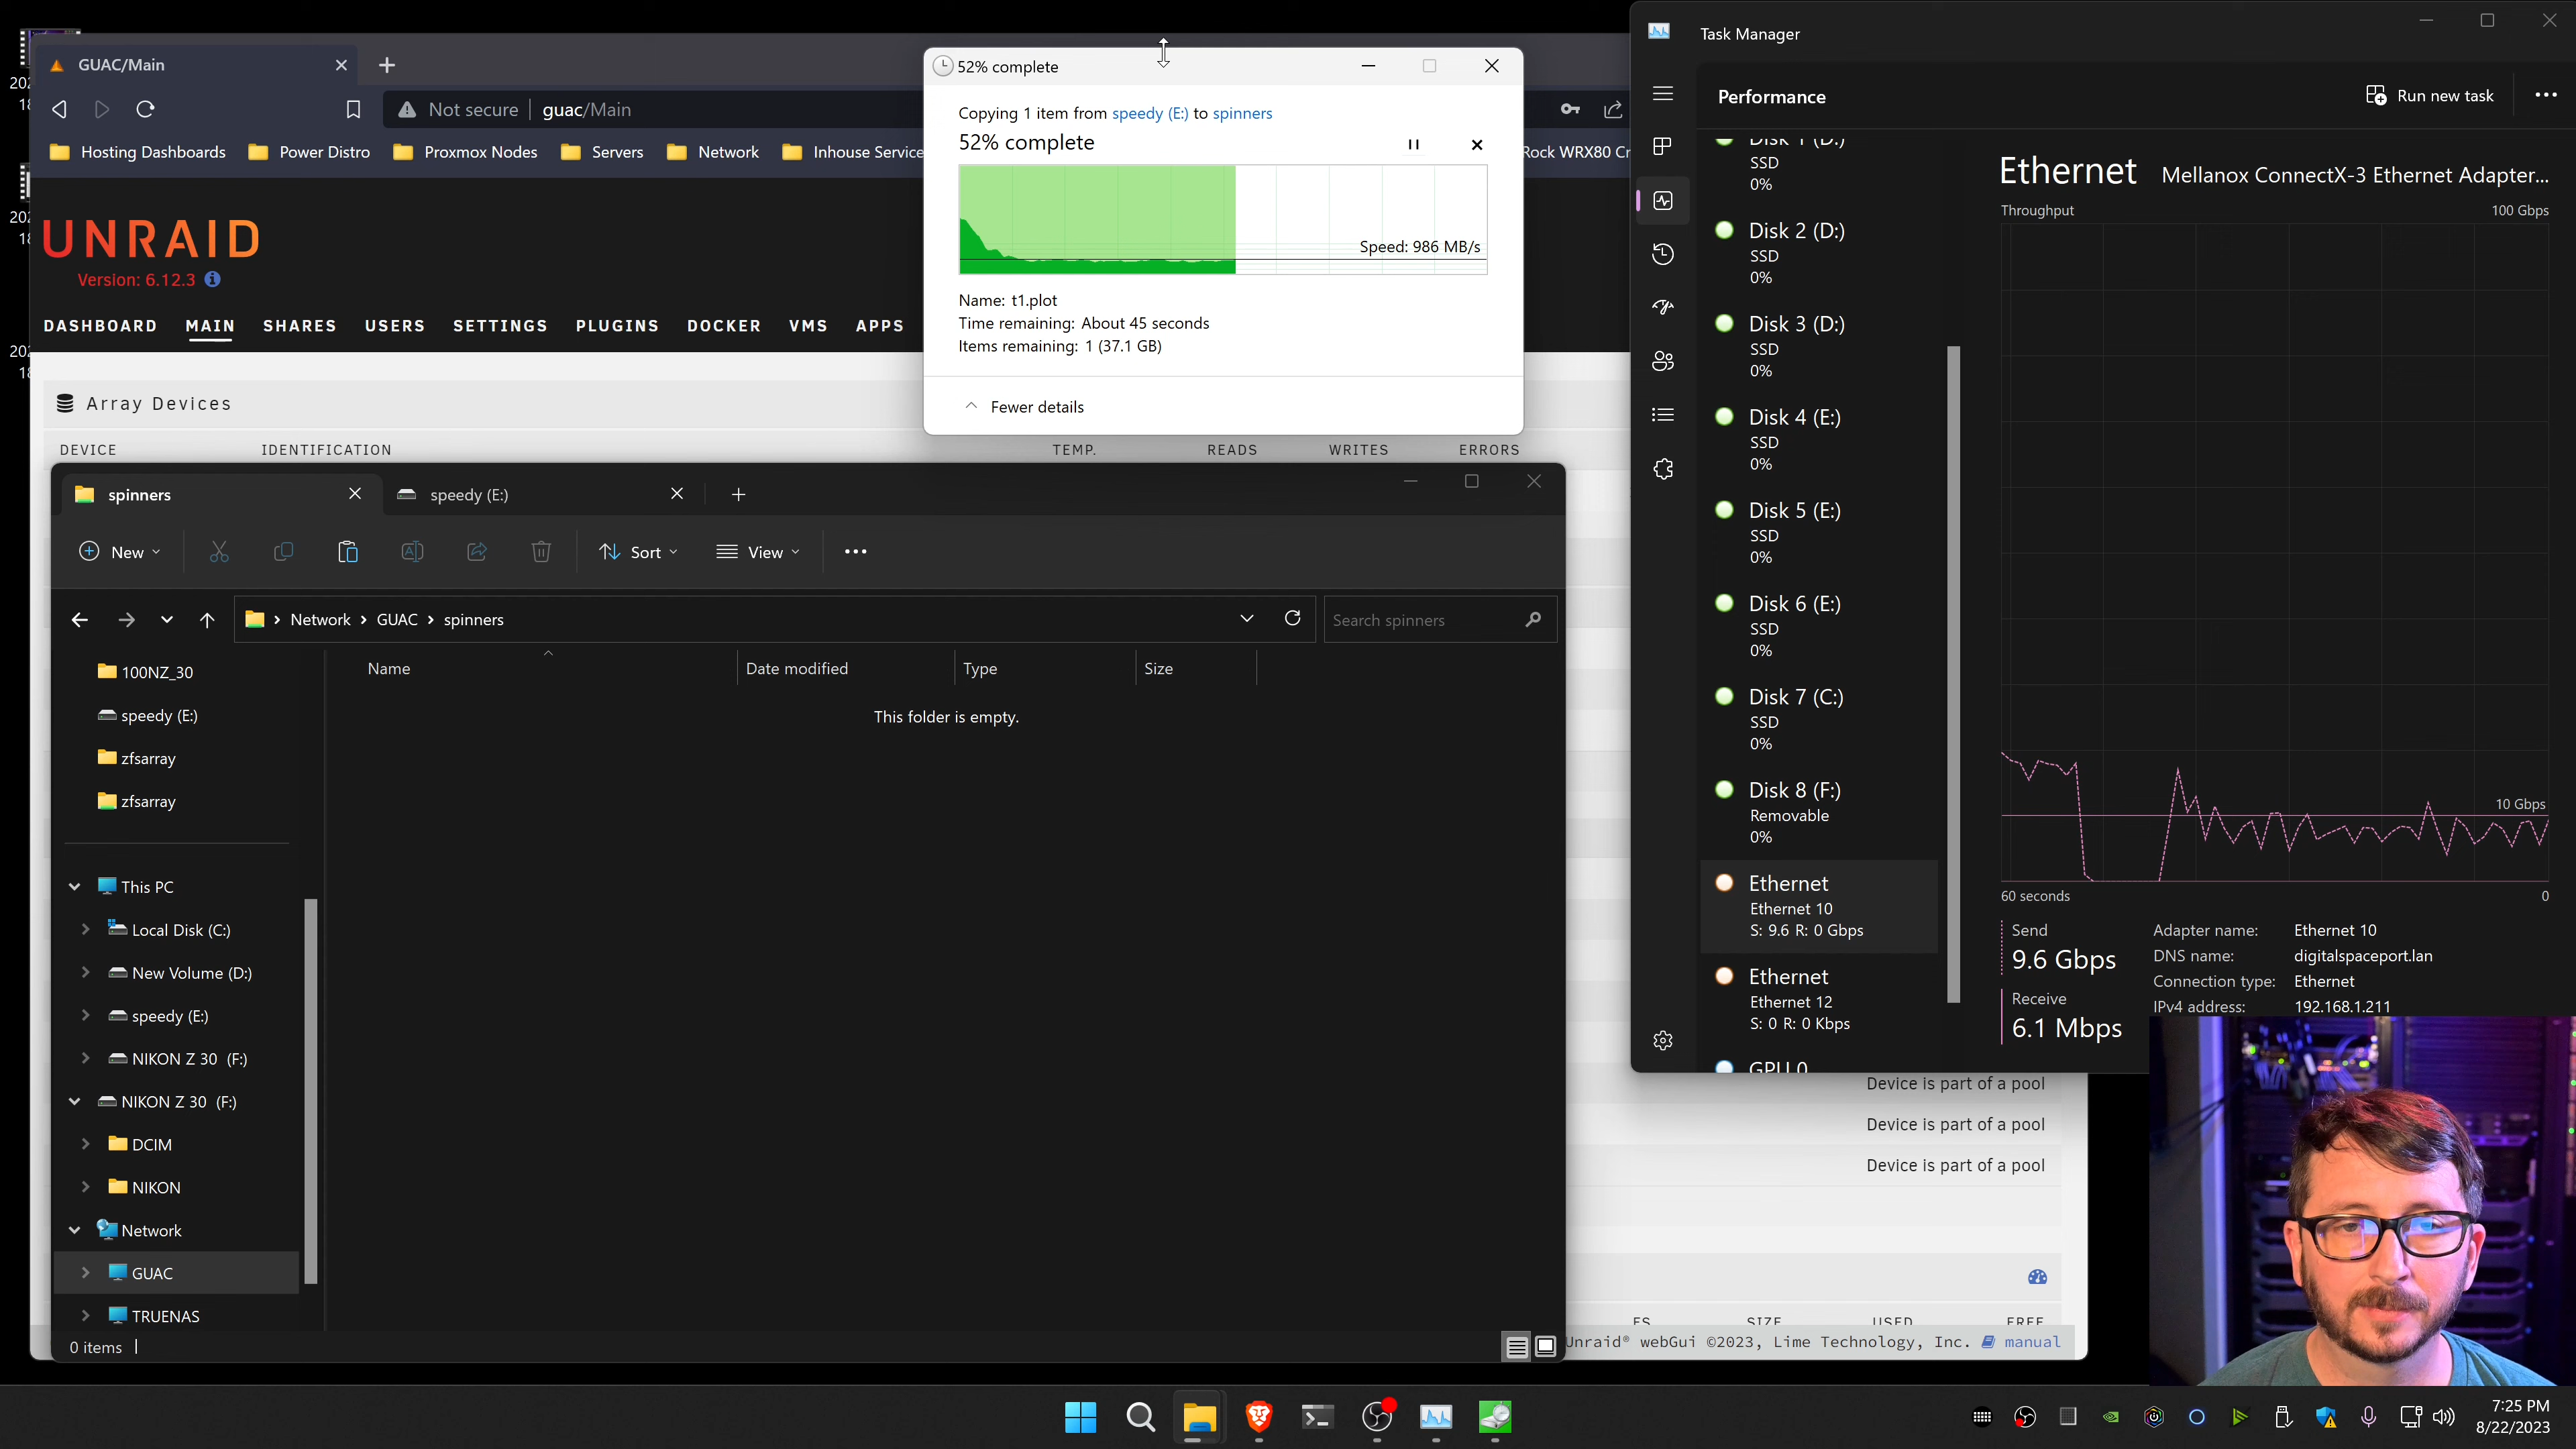 GUAC/Main
Not secure
guac/Main
Hosting Dashboards
Power Distro
Proxmox Nodes
Servers
Network
UNRAID
Version: 6.12.3
DASHBOARD
MAIN
SHARES
USERS
SETTINGS
PLUGINS
DOCKER
VMS
APPS
Array Devices
DEVICE
IDENTIFICATION
TEMP.
READS
WRITES
ERRORS
52% complete
Copying 1 item from speedy (E:) to spinners
52% complete
Speed: 986 MB/s
Name: t1.plot
Time remaining: About 45 seconds
Items remaining: 1 (37.1 GB)
Fewer details
spinners
speedy (E:)
New
Sort
View
Network > GUAC > spinners
Search spinners
Name
Date modified
Type
Size
This folder is empty.
100NZ_30
speedy (E:)
zfsarray
zfsarray
This PC
Local Disk (C:)
New Volume (D:)
speedy (E:)
NIKON Z 30 (F:)
NIKON Z 30 (F:)
DCIM
NIKON
Network
GUAC
TRUENAS
0 items
Device is part of a pool
Device is part of a pool
Device is part of a pool
SIZE
USED
FREE
webGui ©2023, Lime Technology, Inc.
manual
Task Manager
Performance
Run new task
SSD
0%
Disk 2 (D:)
SSD
0%
Disk 3 (D:)
SSD
0%
Disk 4 (E:)
SSD
0%
Disk 5 (E:)
SSD
0%
Disk 6 (E:)
SSD
0%
Disk 7 (C:)
SSD
0%
Disk 8 (F:)
Removable
0%
Ethernet
Ethernet 10
S: 9.6 R: 0 Gbps
Ethernet
Ethernet 12
S: 0 R: 0 Kbps
GPU 0
Ethernet
Mellanox ConnectX-3 Ethernet Adapter...
Throughput
100 Gbps
10 Gbps
60 seconds
0
Send
9.6 Gbps
Receive
6.1 Mbps
Adapter name: Ethernet 10
DNS name: digitalspaceport.lan
Connection type: Ethernet
IPv4 address: 192.168.1.211
7:25 PM
8/22/2023